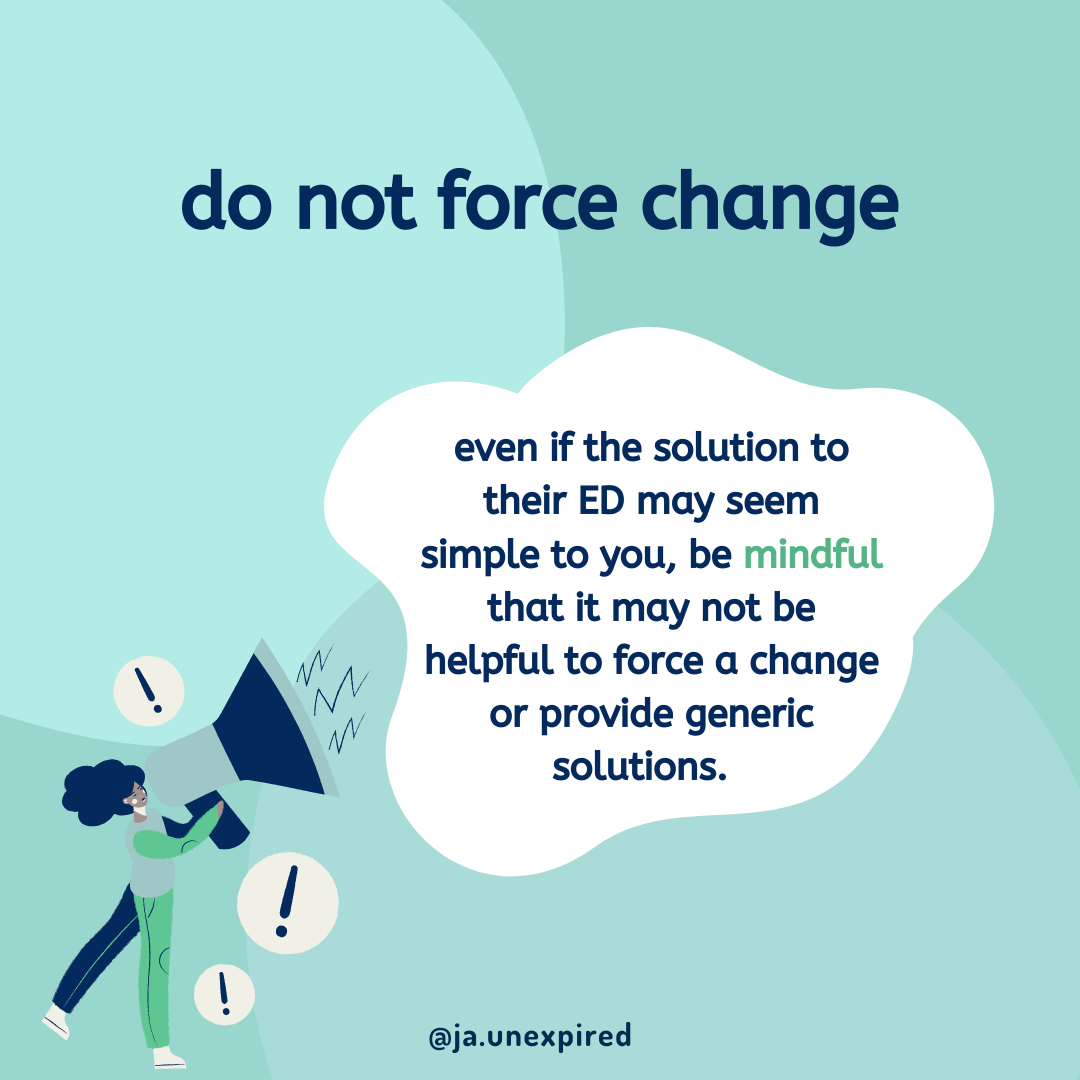 do not force change
even if the solution to
their ED may seem
simple to you, be mindful
that it may not be
helpful to force a change
or provide generic
solutions.
!
!
!
@ja.unexpired